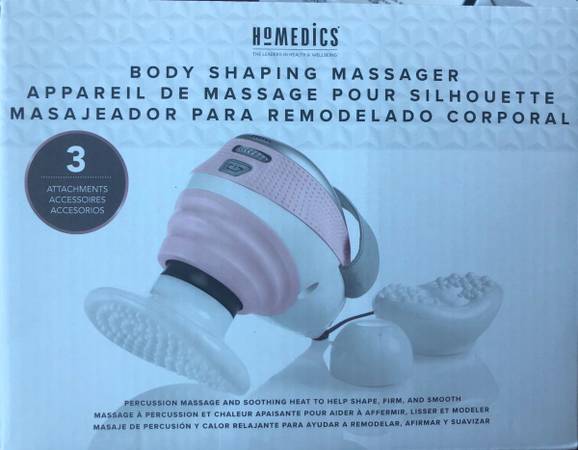 HOMEDICS
THE LEADERS IN HEALTH & WELLBEING
BODY SHAPING MASSAGER
APPAREIL DE MASSAGE POUR SILHOUETTE
MASAJEADOR PARA REMODELADO CORPORAL
3
ATTACHMENTS
ACCESSOIRES
ACCESORIOS
PERCUSSION MASSAGE AND SOOTHING HEAT TO HELP SHAPE, FIRM, AND SMOOTH
MASSAGE À PERCUSSION ET CHALEUR APAISANTE POUR AIDER À AFFERMIR, LISSER ET MODELER
MASAJE DE PERCUSIÓN Y CALOR RELAJANTE PARA AYUDAR A REMODELAR, AFIRMAR Y SUAVIZAR